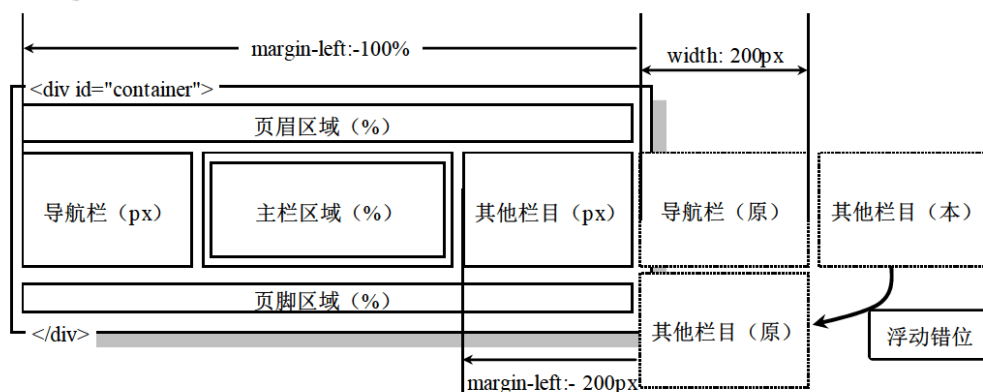 margin-left:-100%
width: 200px
<div id="container">
页眉区域（%）
导航栏（px）
主栏区域（%）
其他栏目（px）
导航栏（原）
其他栏目（本）
页脚区域（%）
其他栏目（原）
浮动错位
</div>
margin-left:- 200px